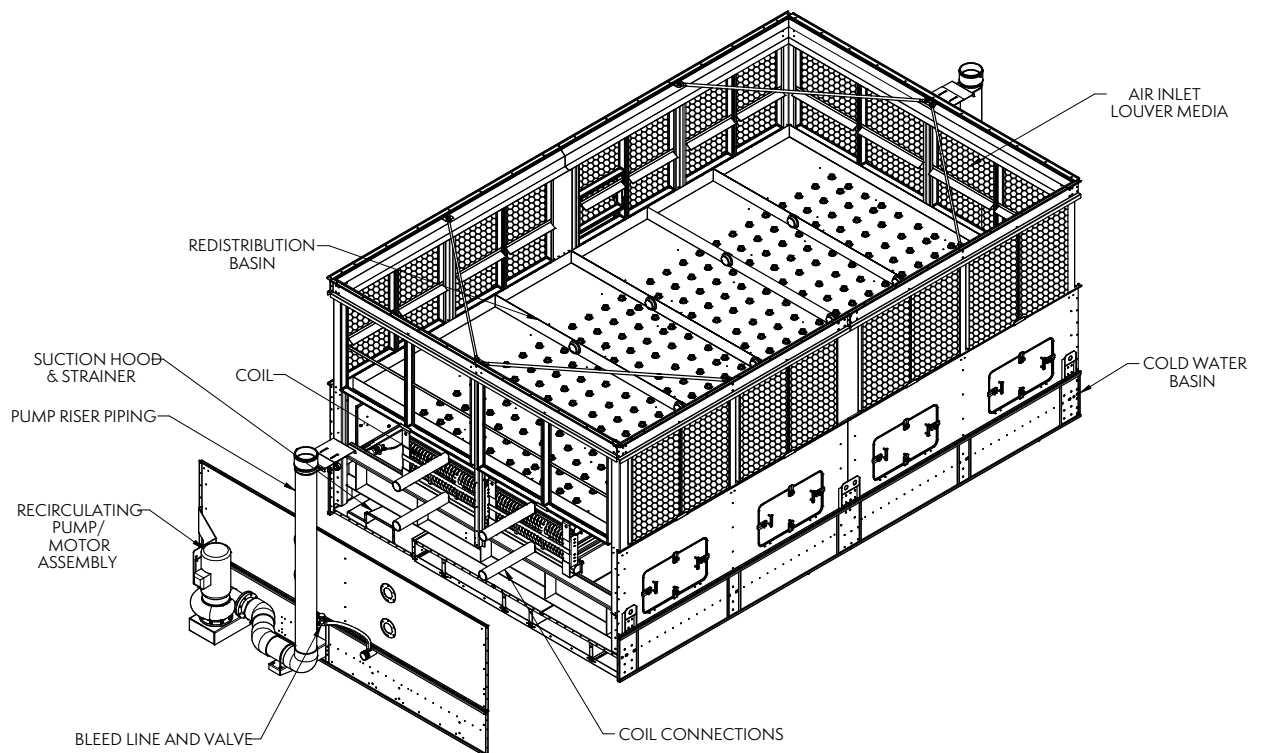 AIR INLET
LOUVER MEDIA
REDISTRIBUTION
BASIN
SUCTION HOOD
& STRAINER
COIL
COLD WATER
BASIN
PUMP RISER PIPING
RECIRCULATING
PUMP/
MOTOR
ASSEMBLY
BLEED LINE AND VALVE
COIL CONNECTIONS